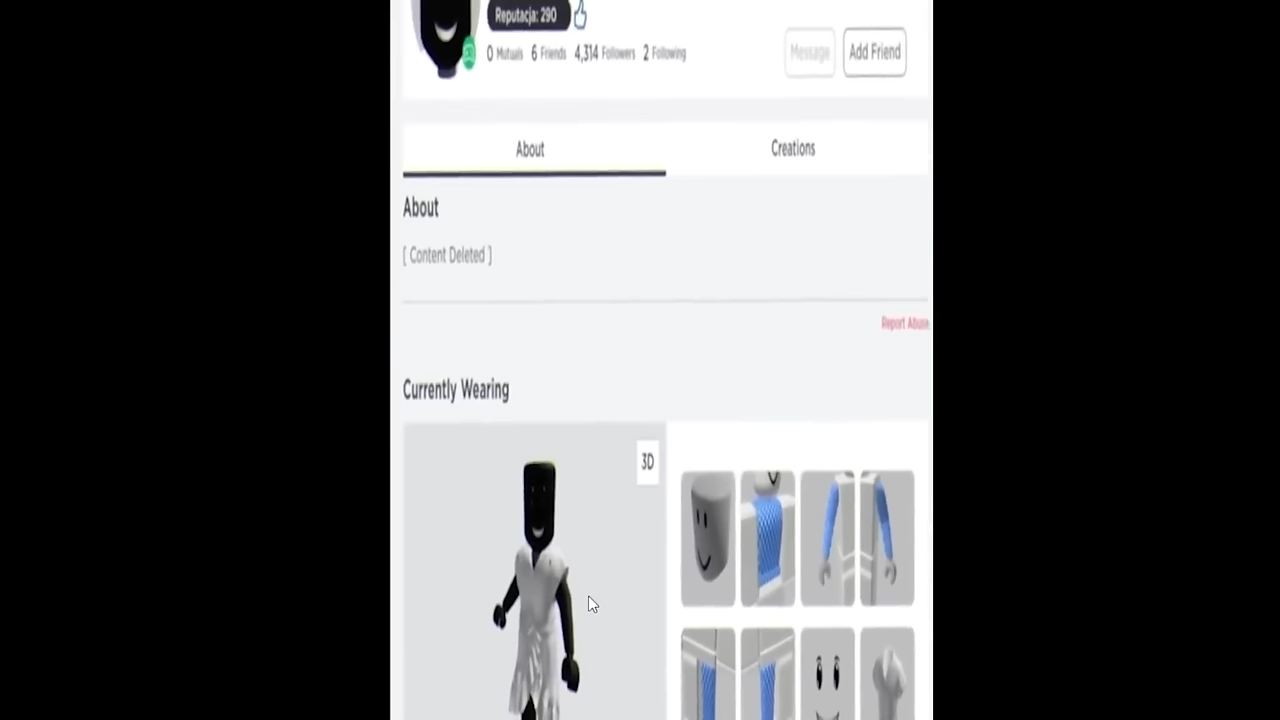 Reputacja: 290
0 Mutuals 6 Friends 4,314 Followers 2 Following
Message Add Friend
About Creations
About
[ Content Deleted ]
Report Abuse
Currently Wearing
3D